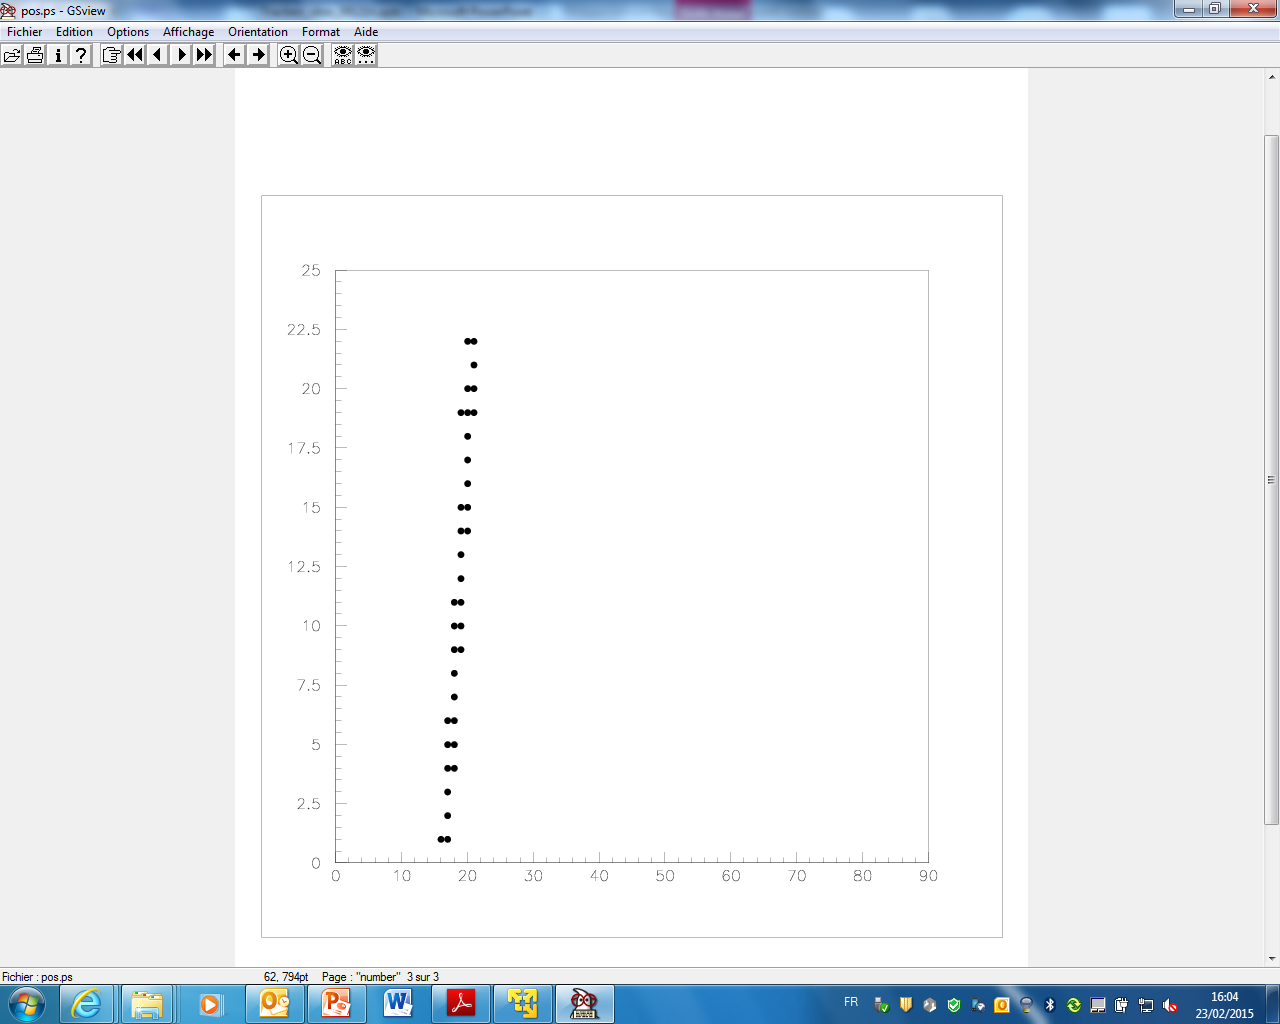 pos.ps - GSview
Fichier Edition Options Affichage Orientation Format Aide
ABC
25
22.5
20
17.5
15
12.5
10
7.5
5
2.5
0
0 10 20 30 40 50 60 70 80 90
Fichier : pos.ps 62, 794pt Page : "number" 3 sur 3
FR 16:04
23/02/2015